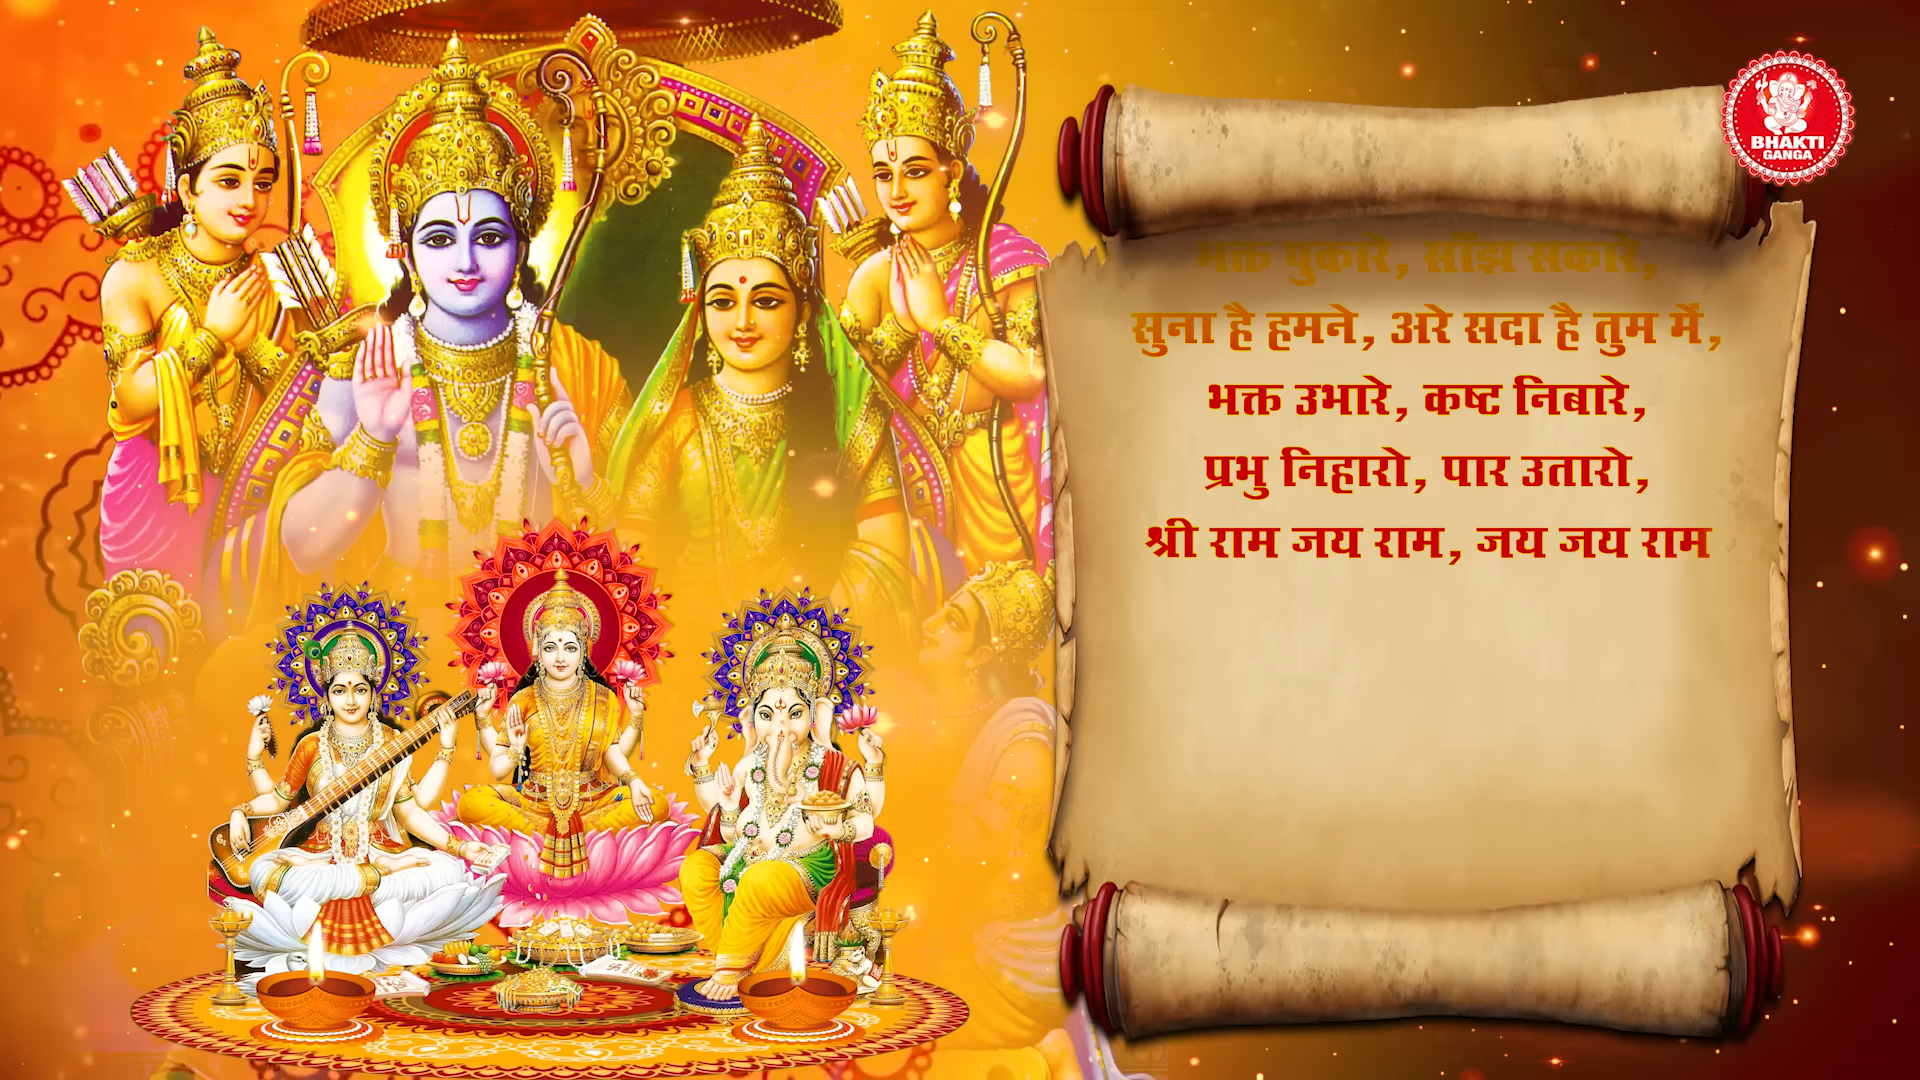 भक्त पुकारे, साँझ सकारे,
सुना है हमने, अरे सदा है तुम में,
भक्त उभारे, कष्ट निबारे,
प्रभु निहारो, पार उतारो,
श्री राम जय राम, जय जय राम
BHAKTI
GANGA